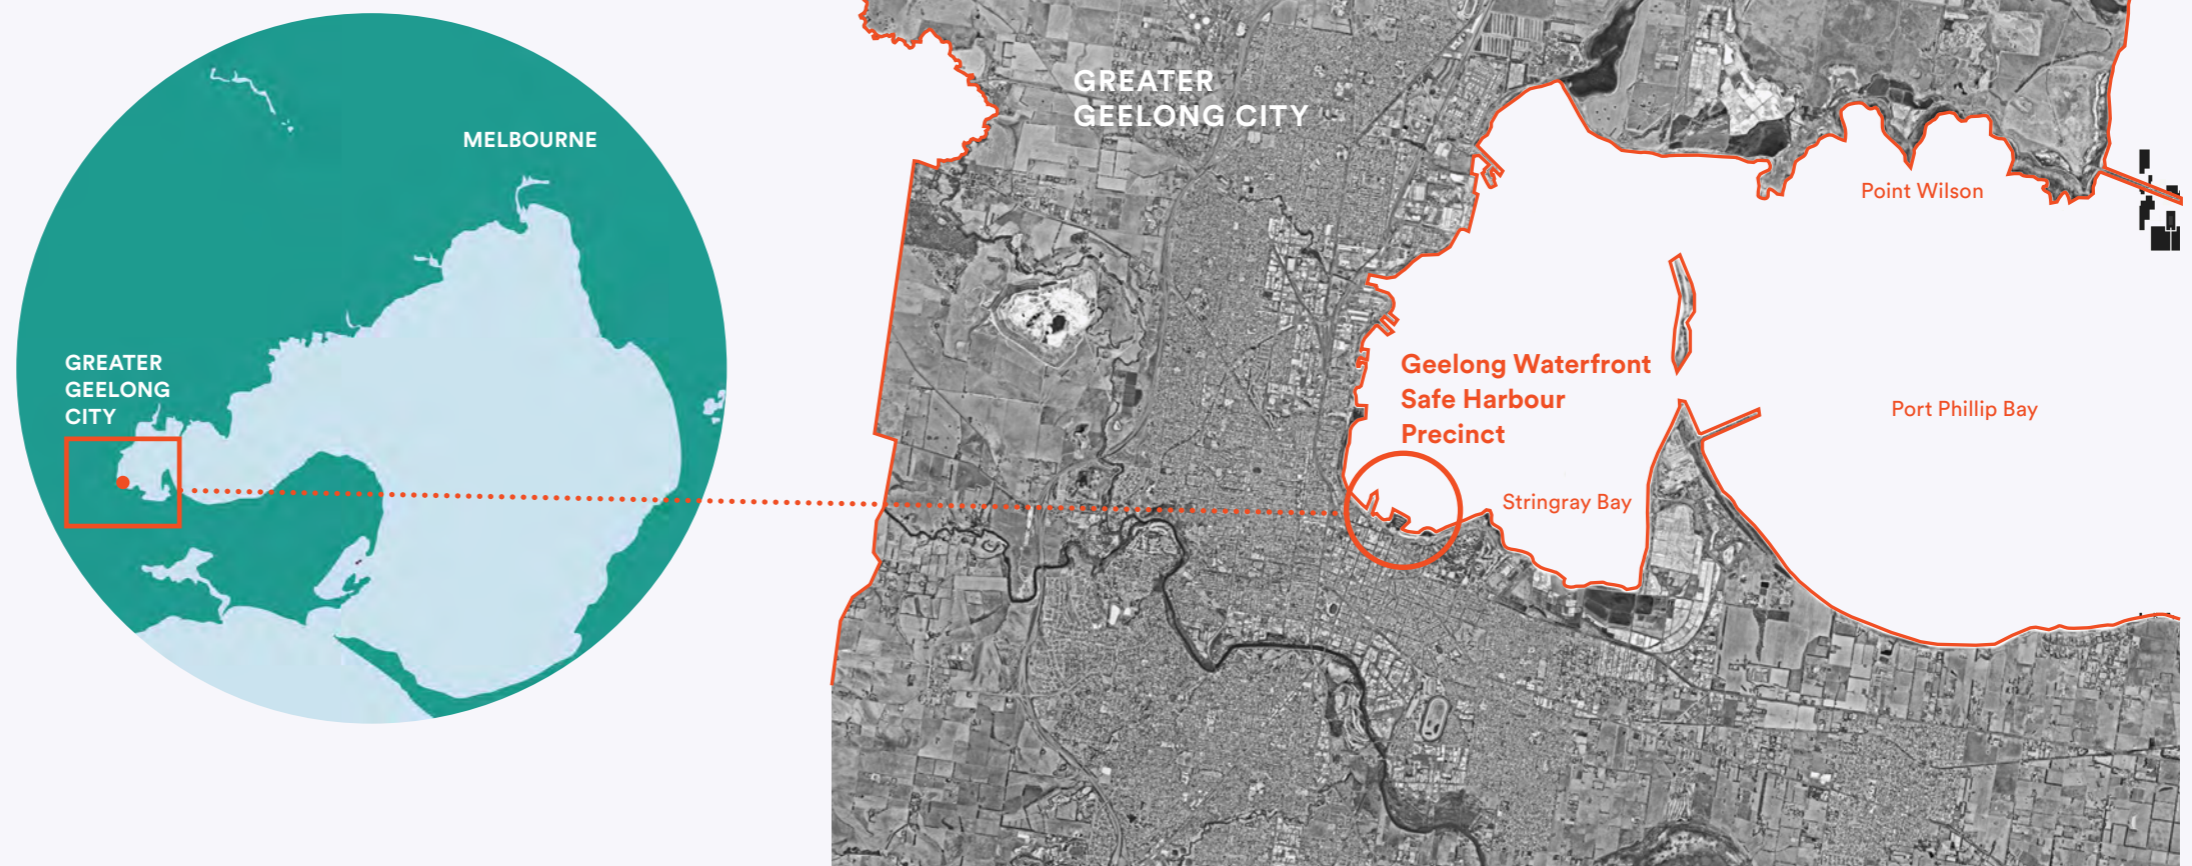 MELBOURNE
GREATER
GEELONG
CITY
GREATER
GEELONG CITY
Point Wilson
Geelong Waterfront
Safe Harbour
Precinct
Port Phillip Bay
Stringray Bay